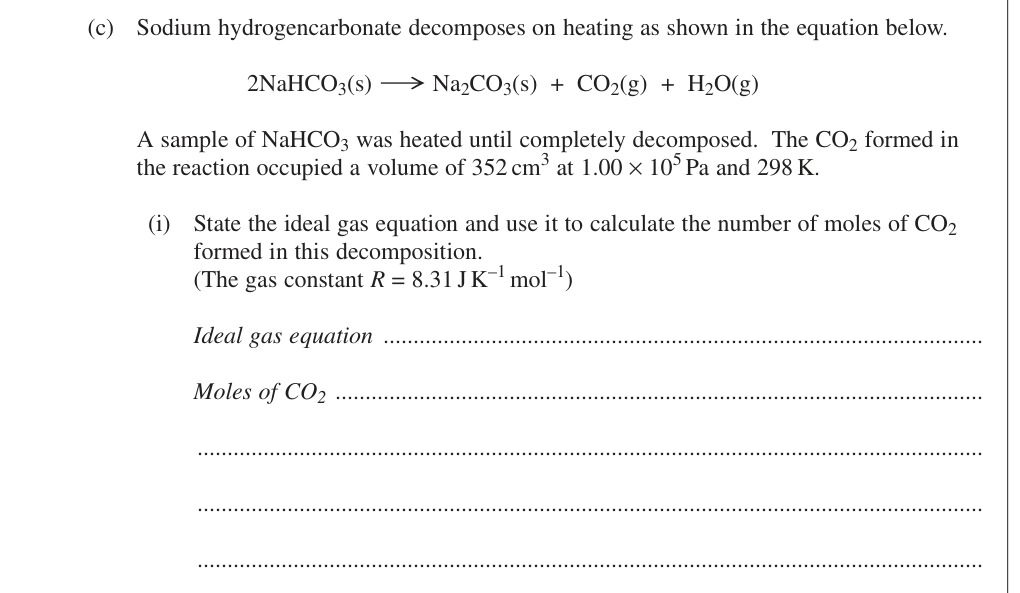 (c) Sodium hydrogencarbonate decomposes on heating as shown in the equation below.
2NaHCO₃(s) ⟶ Na₂CO₃(s) + CO₂(g) + H₂O(g)
A sample of NaHCO₃ was heated until completely decomposed. The CO₂ formed in
the reaction occupied a volume of 352 cm³ at 1.00 × 10⁵ Pa and 298 K.
(i) State the ideal gas equation and use it to calculate the number of moles of CO₂
formed in this decomposition.
(The gas constant R = 8.31 J K⁻¹ mol⁻¹)
Ideal gas equation ....................................................................................................
Moles of CO₂ ............................................................................................................
...................................................................................................................................
...................................................................................................................................
...................................................................................................................................